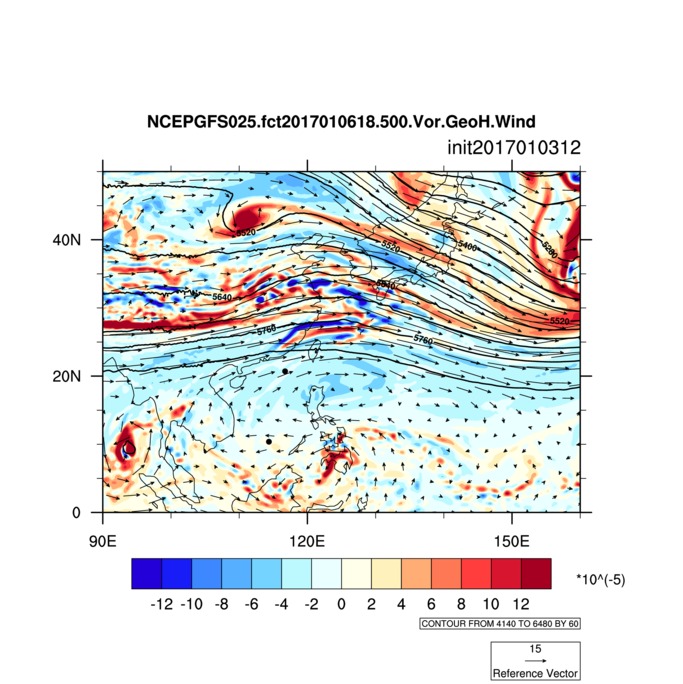 NCEPGFS025.fct2017010618.500.Vor.GeoH.Wind
init2017010312
40N
20N
0
90E 120E 150E
5520
5520
5400
5280
5640
5640
5760
5760
5520
-12 -10 -8 -6 -4 -2 0 2 4 6 8 10 12
*10^(-5)
CONTOUR FROM 4140 TO 6480 BY 60
15
Reference Vector